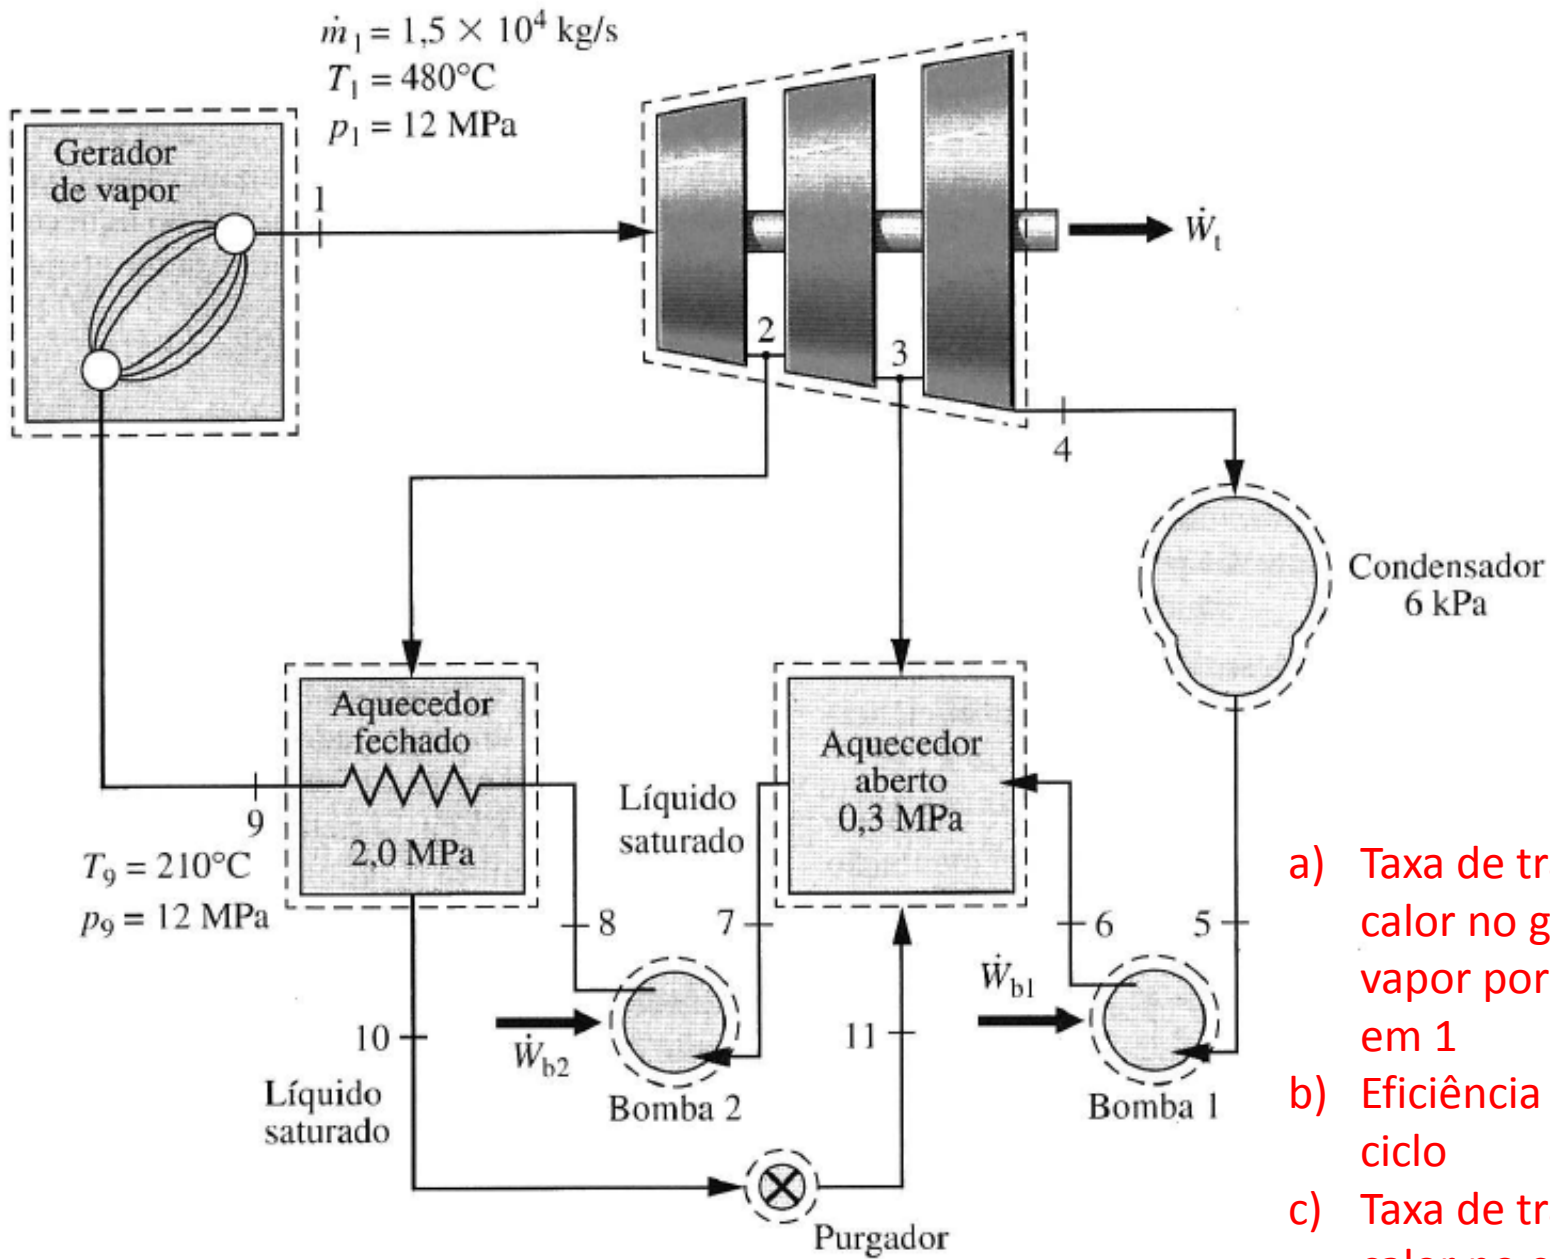 ṁ₁ = 1,5 × 10⁴ kg/s
T₁ = 480°C
p₁ = 12 MPa
Gerador
de vapor
1
Ẇt
2
3
4
Condensador
6 kPa
Aquecedor
fechado
2,0 MPa
Aquecedor
aberto
0,3 MPa
Líquido
saturado
9
T₉ = 210°C
p₉ = 12 MPa
8
7
6
5
Ẇb1
Ẇb2
10
11
Líquido
saturado
Bomba 2
Bomba 1
Purgador
a) Taxa de tr
calor no g
vapor por
em 1
b) Eficiência
ciclo
c) Taxa de tr